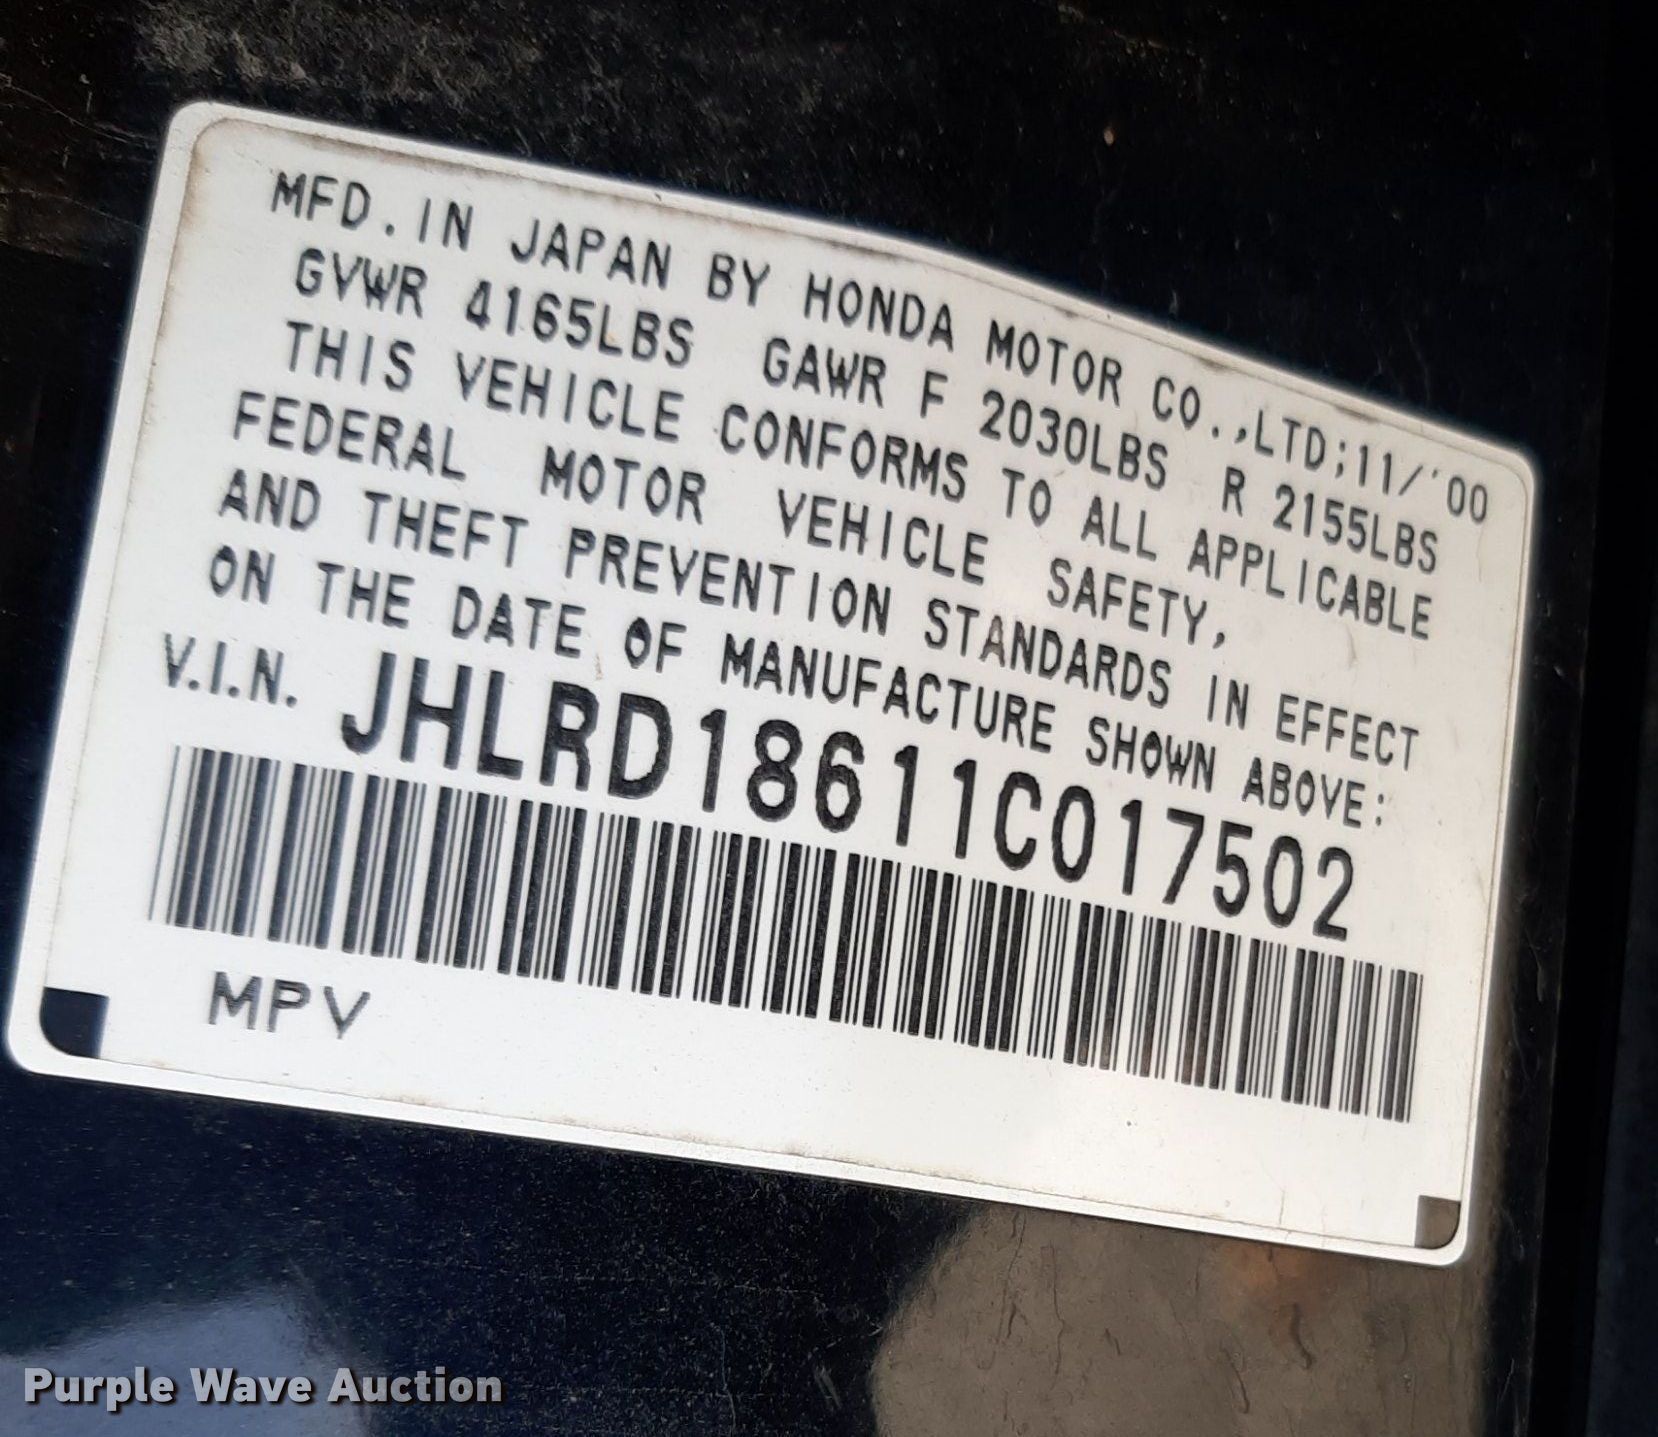 MFD. IN JAPAN BY HONDA MOTOR CO.,LTD;11/'00
GVWR 4165LBS GAWR F 2030LBS R 2155LBS
THIS VEHICLE CONFORMS TO ALL APPLICABLE
FEDERAL MOTOR VEHICLE SAFETY,
AND THEFT PREVENTION STANDARDS IN EFFECT
ON THE DATE OF MANUFACTURE SHOWN ABOVE:
V.I.N. JHLRD18611C017502
MPV
Purple Wave Auction